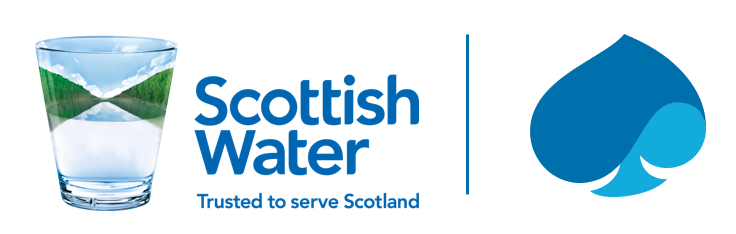 Scottish
Water
Trusted to serve Scotland